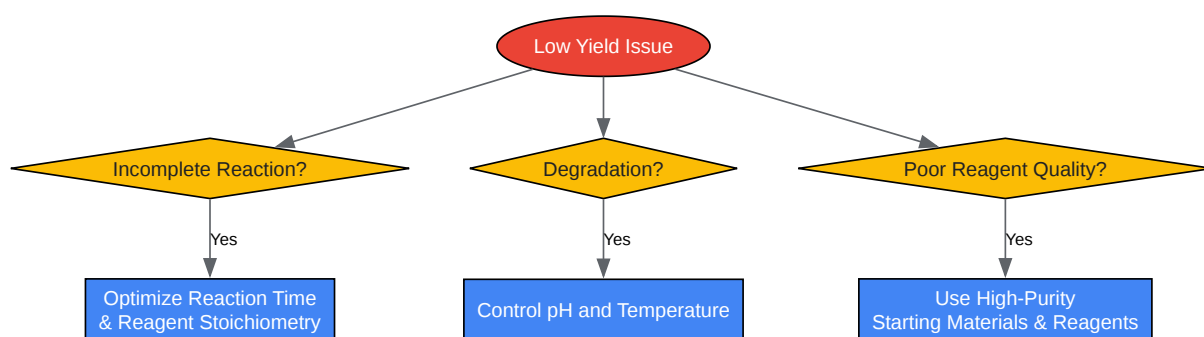 Low Yield Issue
Incomplete Reaction?
Degradation?
Poor Reagent Quality?
Yes
Yes
Yes
Optimize Reaction Time
& Reagent Stoichiometry
Control pH and Temperature
Use High-Purity
Starting Materials & Reagents